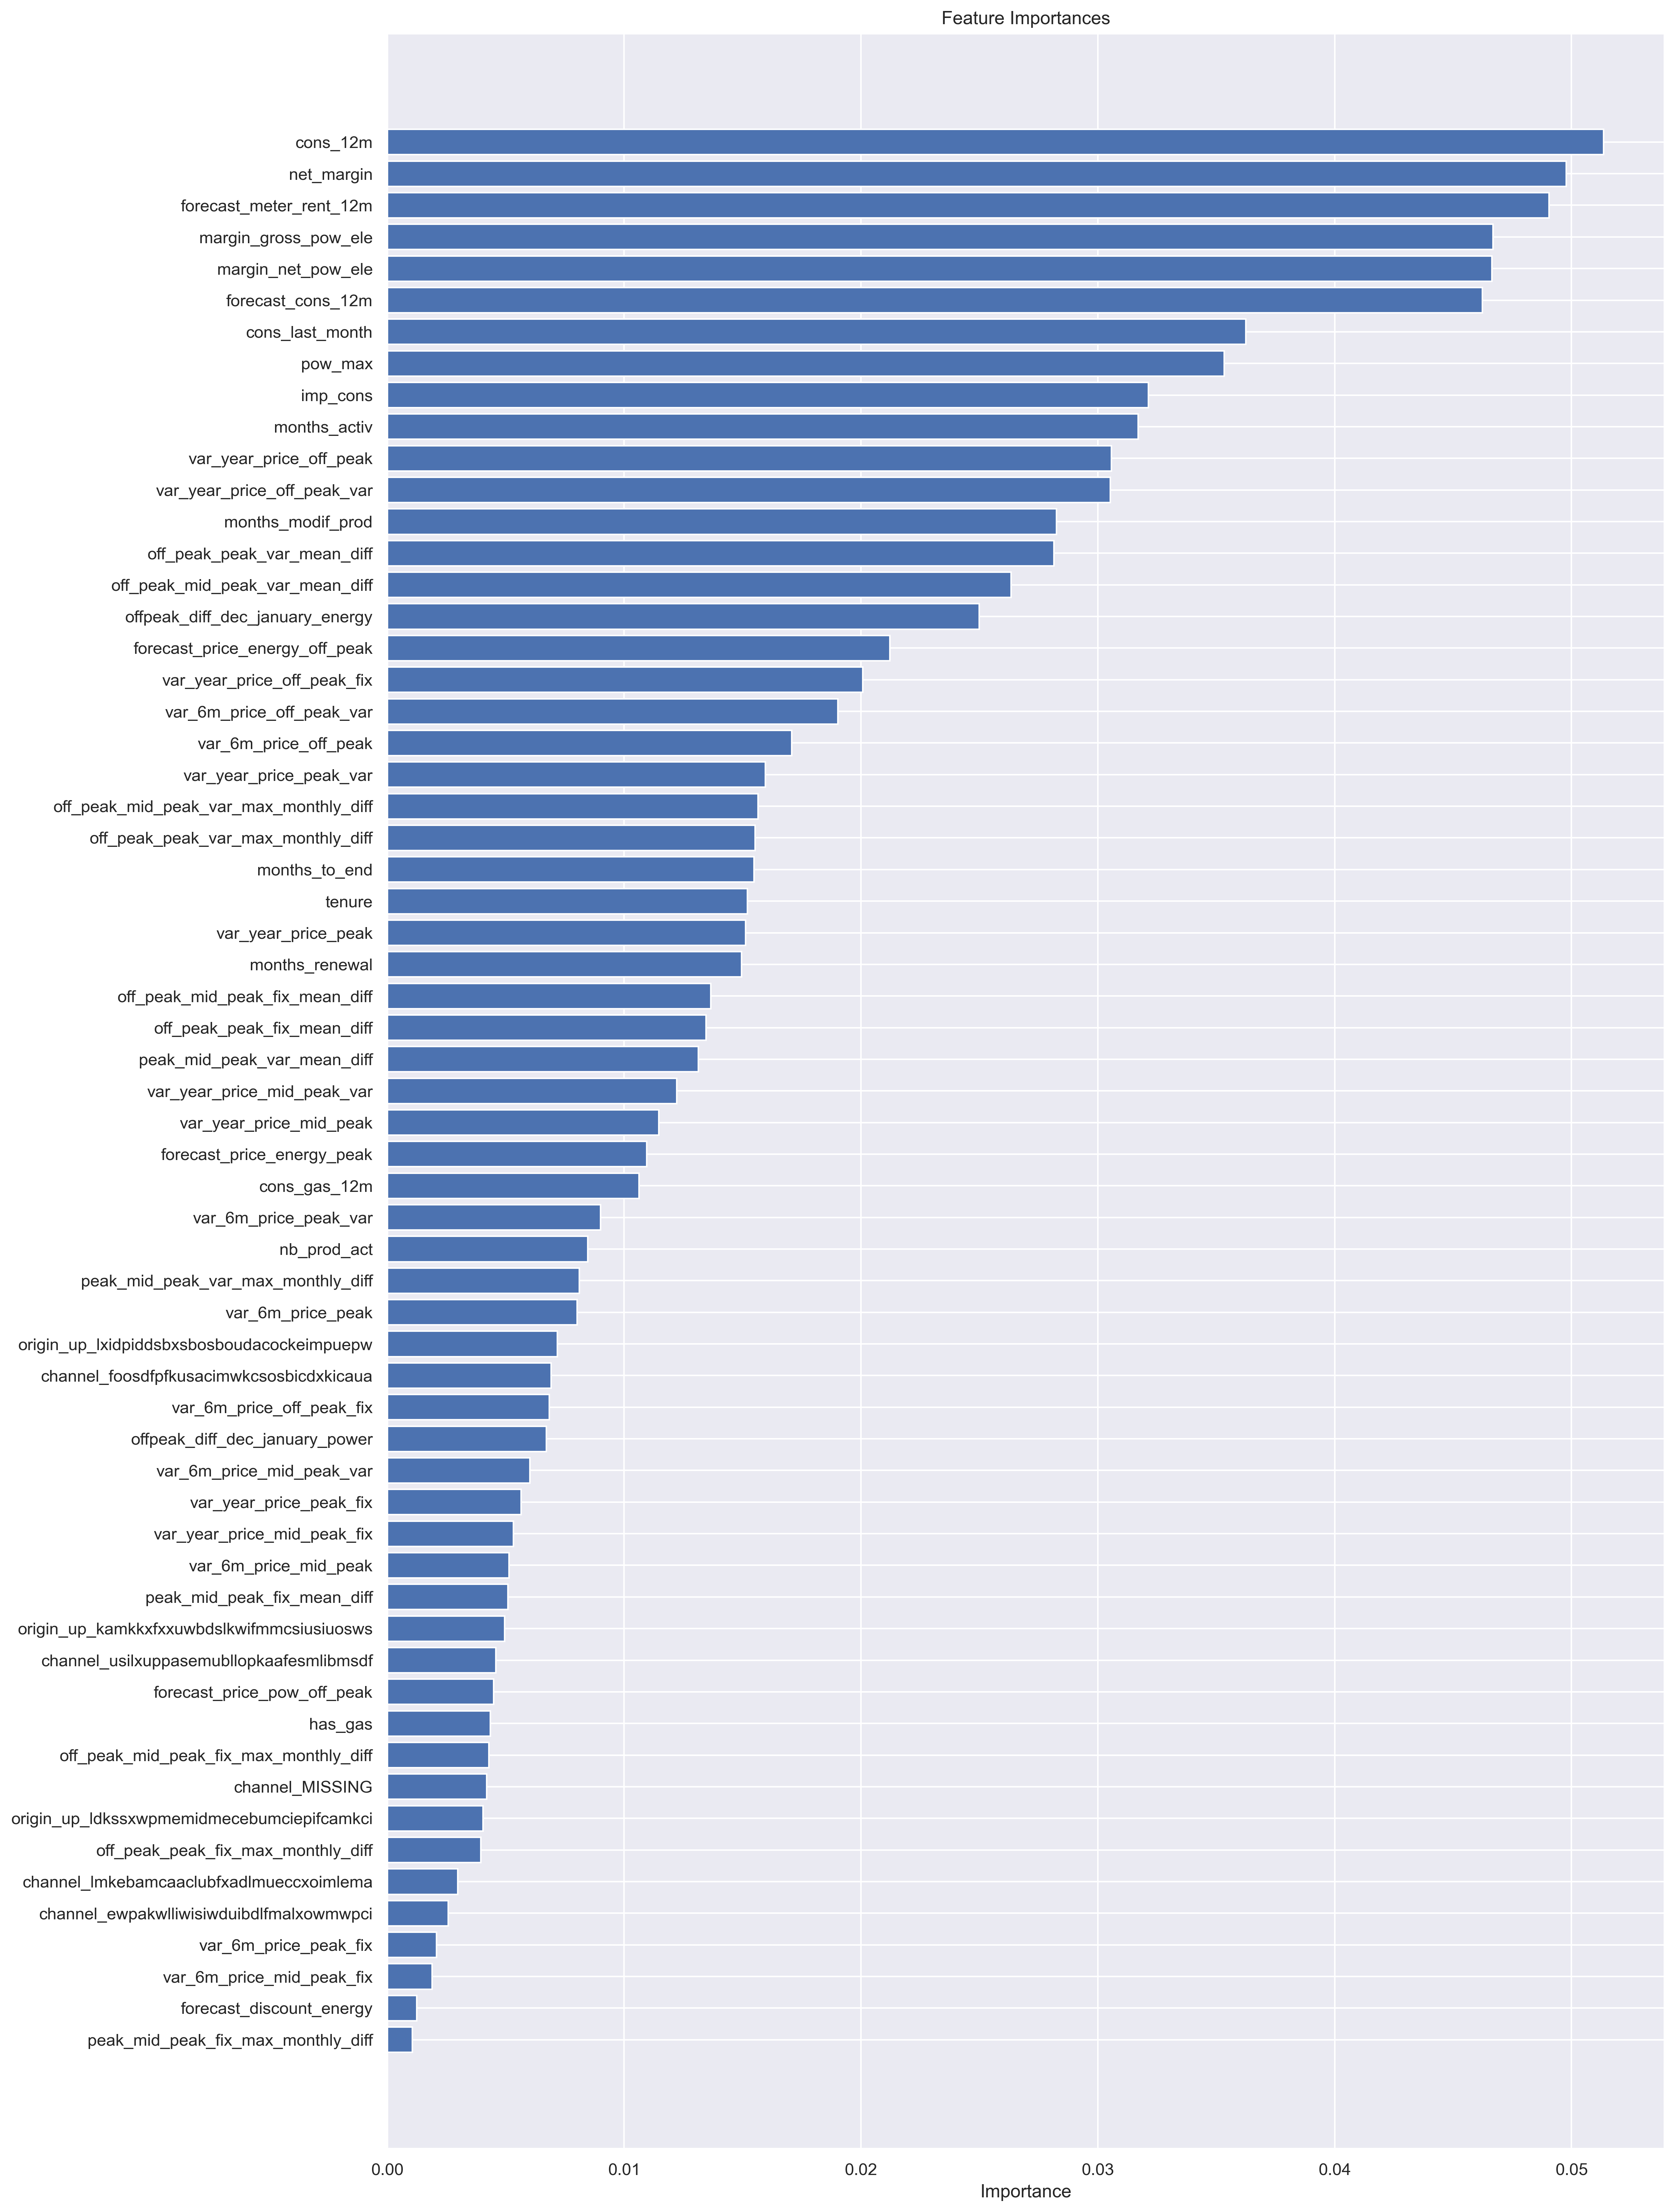 Feature Importances
cons_12m
net_margin
forecast_meter_rent_12m
margin_gross_pow_ele
margin_net_pow_ele
forecast_cons_12m
cons_last_month
pow_max
imp_cons
months_activ
var_year_price_off_peak
var_year_price_off_peak_var
months_modif_prod
off_peak_peak_var_mean_diff
off_peak_mid_peak_var_mean_diff
offpeak_diff_dec_january_energy
forecast_price_energy_off_peak
var_year_price_off_peak_fix
var_6m_price_off_peak_var
var_6m_price_off_peak
var_year_price_peak_var
off_peak_mid_peak_var_max_monthly_diff
off_peak_peak_var_max_monthly_diff
months_to_end
tenure
var_year_price_peak
months_renewal
off_peak_mid_peak_fix_mean_diff
off_peak_peak_fix_mean_diff
peak_mid_peak_var_mean_diff
var_year_price_mid_peak_var
var_year_price_mid_peak
forecast_price_energy_peak
cons_gas_12m
var_6m_price_peak_var
nb_prod_act
peak_mid_peak_var_max_monthly_diff
var_6m_price_peak
origin_up_lxidpiddsbxsbosboudacockeimpuepw
channel_foosdfpfkusacimwkcsosbicdxkicaua
var_6m_price_off_peak_fix
offpeak_diff_dec_january_power
var_6m_price_mid_peak_var
var_year_price_peak_fix
var_year_price_mid_peak_fix
var_6m_price_mid_peak
peak_mid_peak_fix_mean_diff
origin_up_kamkkxfxxuwbdslkwifmmcsiusiuosws
channel_usilxuppasemubllopkaafesmlibmsdf
forecast_price_pow_off_peak
has_gas
off_peak_mid_peak_fix_max_monthly_diff
channel_MISSING
origin_up_ldkssxwpmemidmecebumciepifcamkci
off_peak_peak_fix_max_monthly_diff
channel_lmkebamcaaclubfxadlmueccxoimlema
channel_ewpakwlliwisiwduibdlfmalxowmwpci
var_6m_price_peak_fix
var_6m_price_mid_peak_fix
forecast_discount_energy
peak_mid_peak_fix_max_monthly_diff
0.00 0.01 0.02 0.03 0.04 0.05
Importance